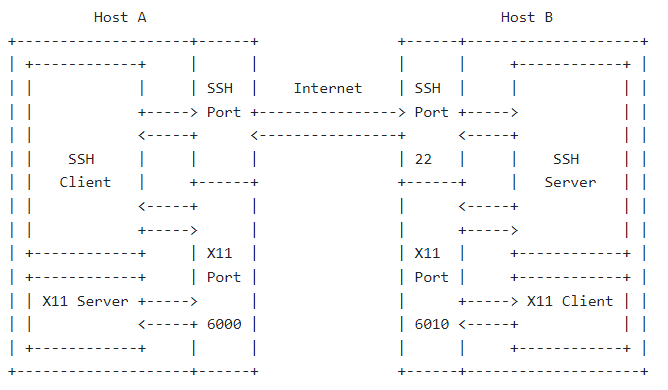 Host A Host B
SSH Internet SSH
Port Port
SSH 22 SSH
Client Server
X11 X11
Port Port
X11 Server X11 Client
6000 6010